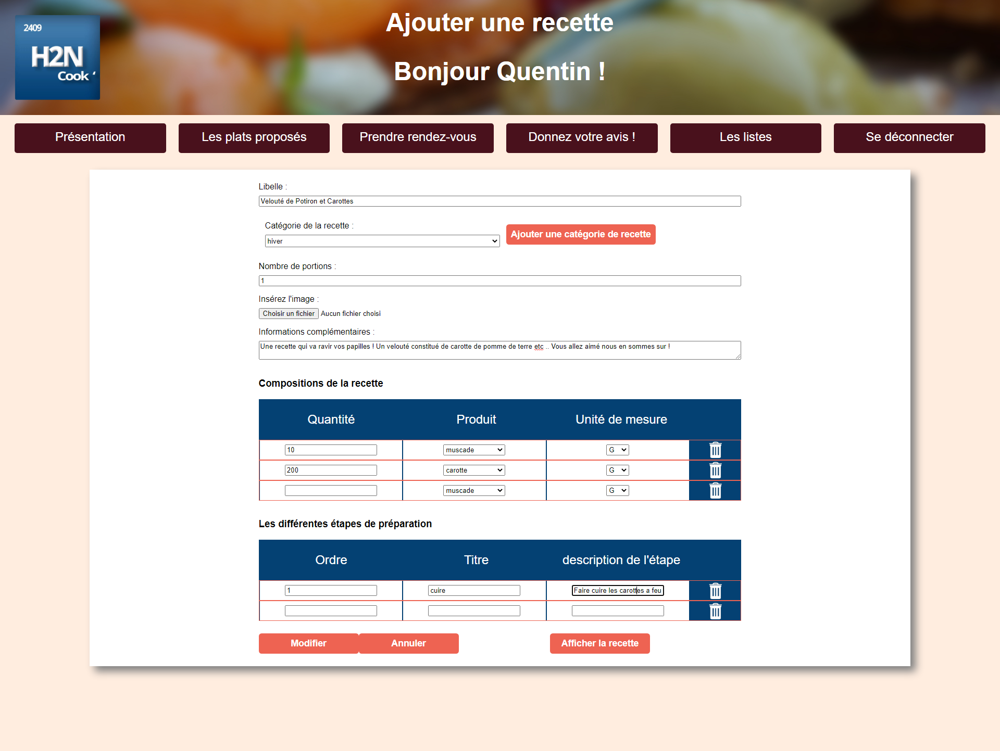 2409
H2N
Cook ‘
Ajouter une recette
Bonjour Quentin !
Présentation
Les plats proposés
Prendre rendez-vous
Donnez votre avis !
Les listes
Se déconnecter
Libelle :
Velouté de Potiron et Carottes
Catégorie de la recette :
hiver
Ajouter une catégorie de recette
Nombre de portions :
1
Insérez l'image :
Choisir un fichier Aucun fichier choisi
Informations complémentaires :
Une recette qui va ravir vos papilles ! Un velouté constitué de carotte de pomme de terre etc .. Vous allez aimé nous en sommes sur !
Compositions de la recette
Quantité Produit Unité de mesure
10 muscade G
200 carotte G
muscade G
Les différentes étapes de préparation
Ordre Titre description de l'étape
1 cuire Faire cuire les carottes a feu
Modifier Annuler Afficher la recette